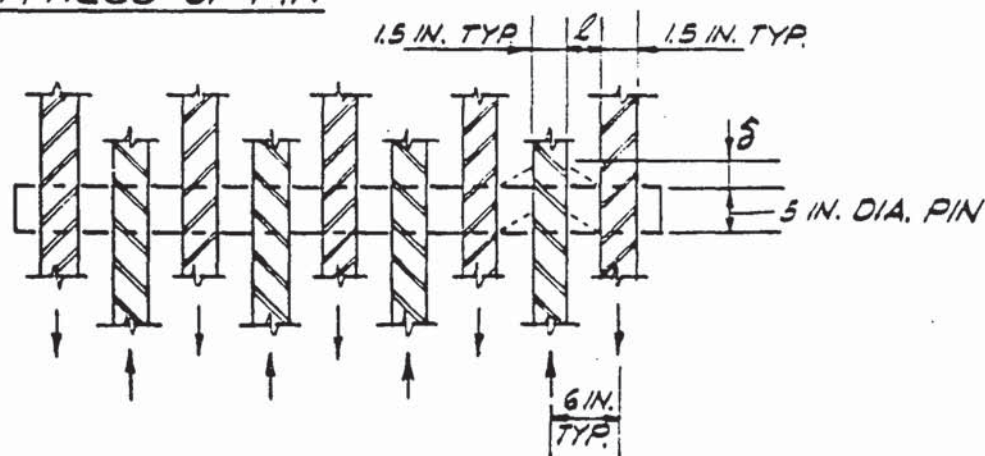 1.5 IN. TYP. l 1.5 IN. TYP.
δ
5 IN. DIA. PIN
6 IN.
TYP.